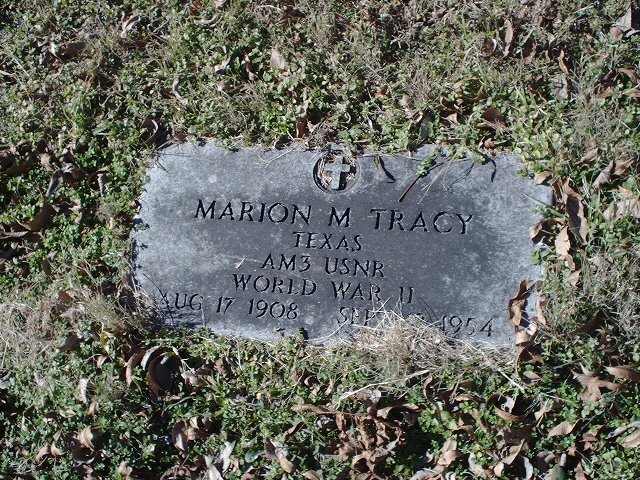 MARION M TRACY
TEXAS
AM3 USNR
WORLD WAR II
AUG 17 1908 1954